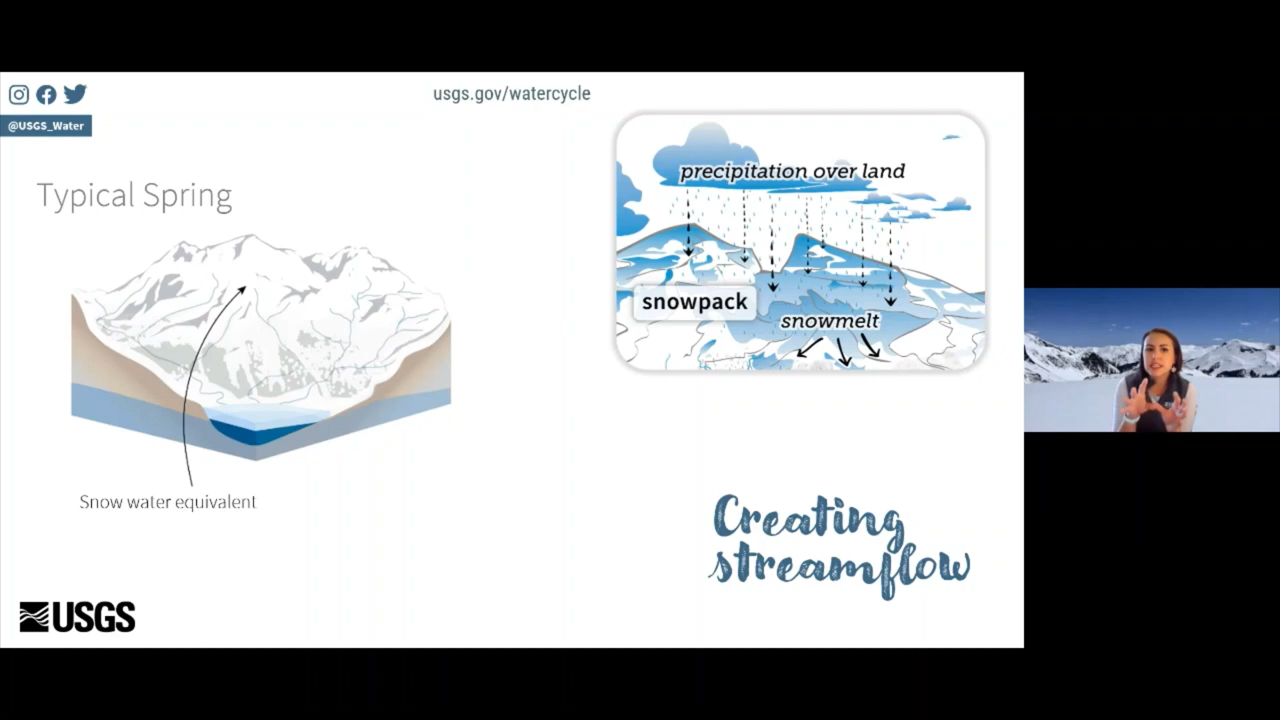 usgs.gov/watercycle
@USGS_Water
Typical Spring
precipitation over land
snowpack
snowmelt
Snow water equivalent
Creating
streamflow
USGS